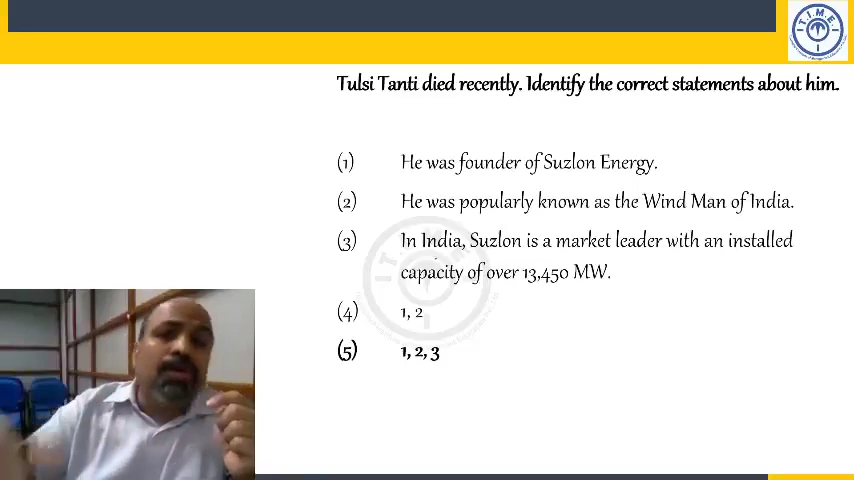 T.I.M.E.
Tulsi Tanti died recently. Identify the correct statements about him.
(1) He was founder of Suzlon Energy.
(2) He was popularly known as the Wind Man of India.
(3) In India, Suzlon is a market leader with an installed
capacity of over 13,450 MW.
(4) 1, 2
(5) 1, 2, 3